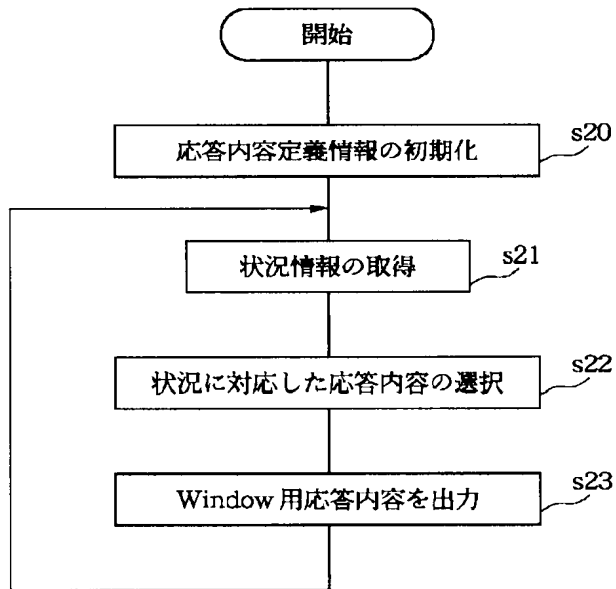 開始
応答内容定義情報の初期化
s20
状況情報の取得
s21
状況に対応した応答内容の選択
s22
Window用応答内容を出力
s23